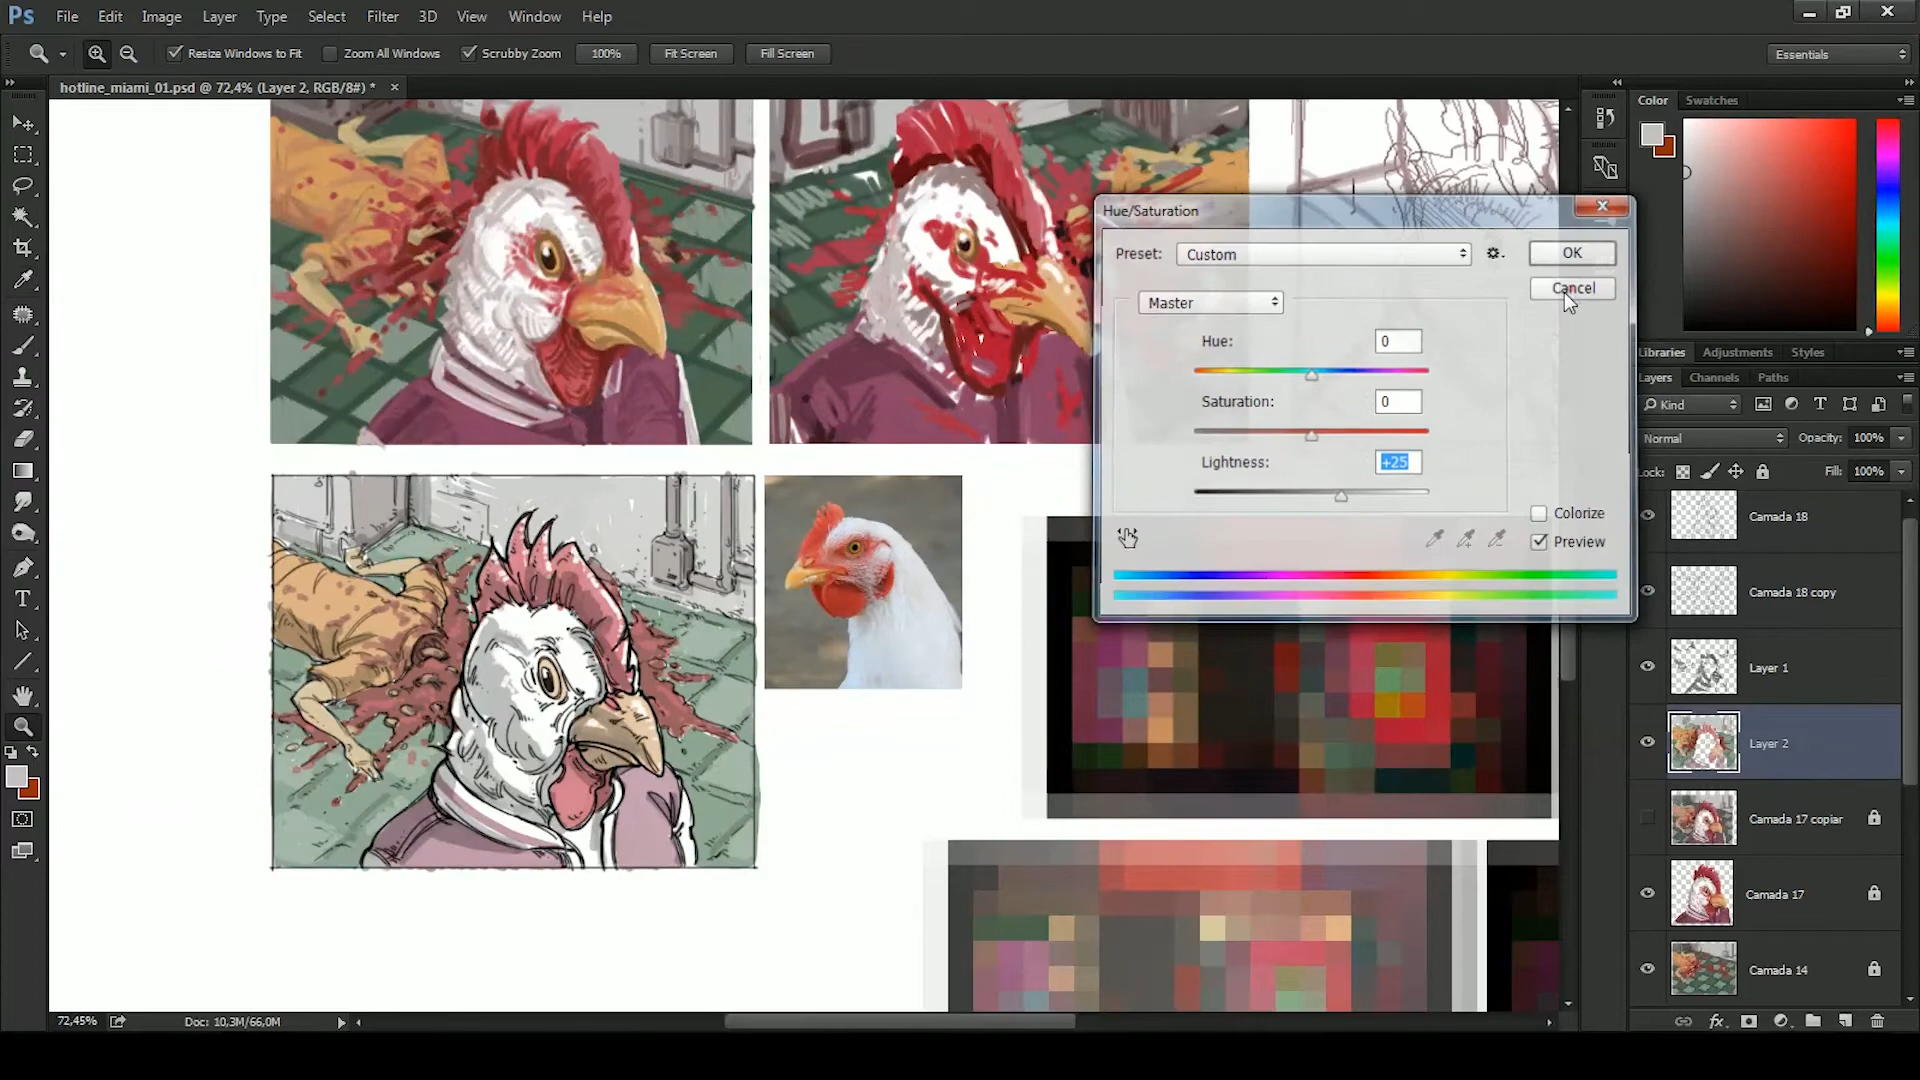 Ps File Edit Image Layer Type Select Filter 3D View Window Help
Resize Windows to Fit Zoom All Windows Scrubby Zoom 100% Fit Screen Fill Screen Essentials
hotline_miami_01.psd @ 72,4% (Layer 2, RGB/8#) *
Color Swatches
Hue/Saturation
Preset: Custom OK
Cancel
Master
Hue: 0
Saturation: 0
Lightness: +25
Colorize
Preview
Libraries Adjustments Styles
Layers Channels Paths
Kind
Normal Opacity: 100%
Lock: Fill: 100%
Camada 18
Camada 18 copy
Layer 1
Layer 2
Camada 17 copiar
Camada 17
Camada 14
72,45% Doc: 10,3M/66,0M
fx